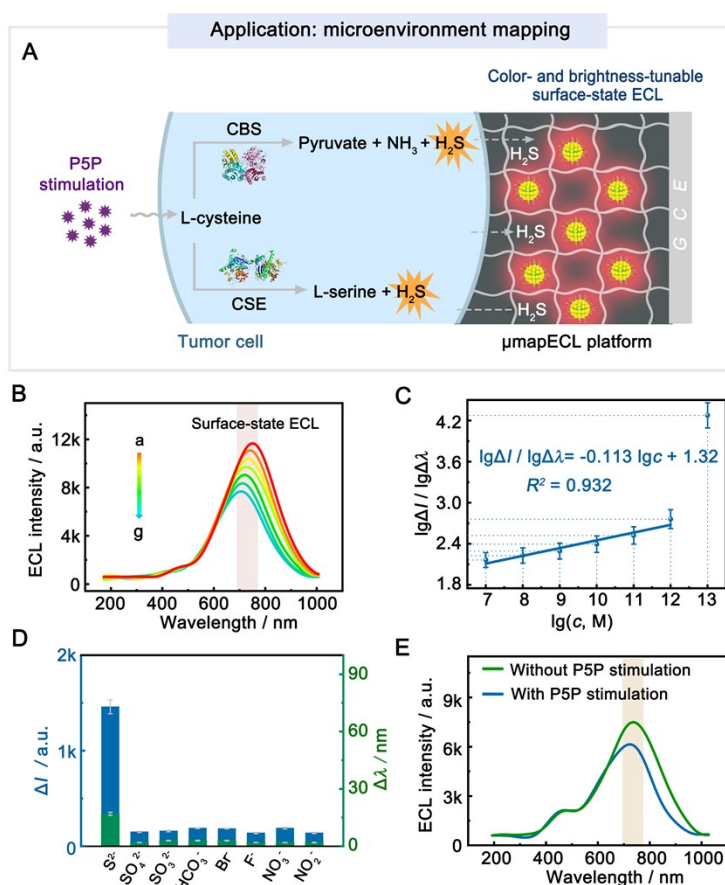 Application: microenvironment mapping
A
Color- and brightness-tunable
surface-state ECL
P5P
stimulation
CBS
Pyruvate + NH₃ + H₂S
L-cysteine
CSE
L-serine + H₂S
Tumor cell
H₂S
H₂S
H₂S
GCE
μmapECL platform
B
Surface-state ECL
a
g
ECL intensity / a.u.
12k
8k
4k
0
200 400 600 800 1000
Wavelength / nm
C
lgΔI / lgΔλ
4.2
3.6
3.0
2.4
1.8
lgΔI / lgΔλ= -0.113 lgc + 1.32
R² = 0.932
7 8 9 10 11 12 13
lg(c, M)
D
ΔI / a.u.
2k
1k
0
90
60
30
0
Δλ / nm
S²⁻ SO₄²⁻ SO₃²⁻ HCO₃⁻ Br⁻ F⁻ NO₃⁻ NO₂⁻
E
Without P5P stimulation
With P5P stimulation
ECL intensity / a.u.
9k
6k
3k
0
200 400 600 800 1000
Wavelength / nm